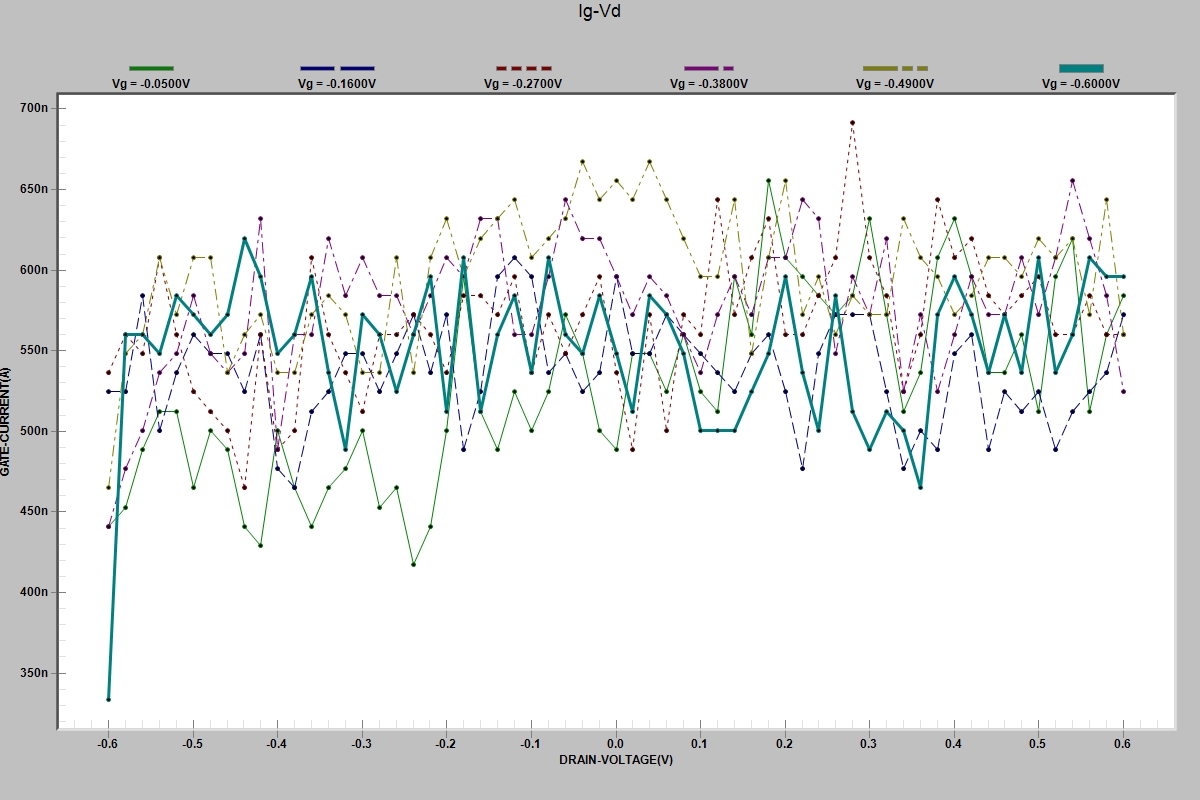 Ig-Vd
Vg = -0.0500V Vg = -0.1600V Vg = -0.2700V Vg = -0.3800V Vg = -0.4900V Vg = -0.6000V
700n
650n
600n
550n
500n
450n
400n
350n
GATE-CURRENT(A)
-0.6 -0.5 -0.4 -0.3 -0.2 -0.1 0.0 0.1 0.2 0.3 0.4 0.5 0.6
DRAIN-VOLTAGE(V)